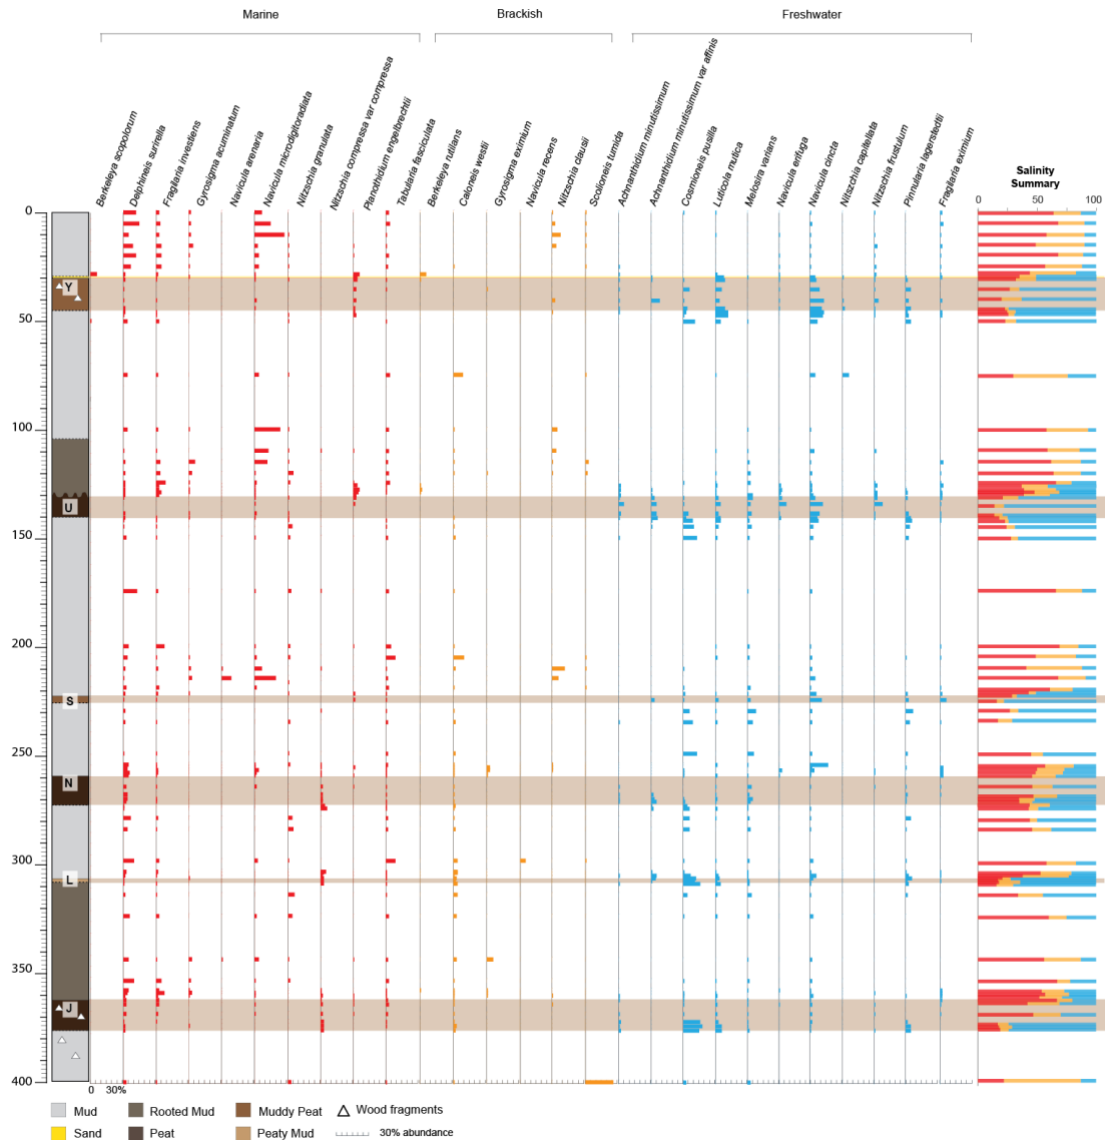 Marine Brackish Freshwater
Berkeleya scopolorum
Delphineis surirella
Fragilaria investiens
Gyrosigma acuminatum
Navicula arenaria
Navicula microdigitoradiata
Nitzschia granulata
Nitzschia compressa var compressa
Planothidium engelbrechtii
Tabularia fasciculata
Berkeleya rutilans
Caloneis westii
Gyrosigma eximium
Navicula recens
Nitzschia clausii
Scolioneis tumida
Achnanthidium minutissimum
Achnanthidium minutissimum var affinis
Cosmioneis pusilla
Luticola mutica
Melosira varians
Navicula erifuga
Navicula cincta
Nitszchia capitellata
Nitzschia frustulum
Pinnularia lagerstedtii
Fragilaria eximium
Salinity
Summary
0 50 100
0
Y
50
100
U
150
200
S
250
N
300
L
350
J
400
0 30%
Mud Rooted Mud Muddy Peat Wood fragments
Sand Peat Peaty Mud 30% abundance